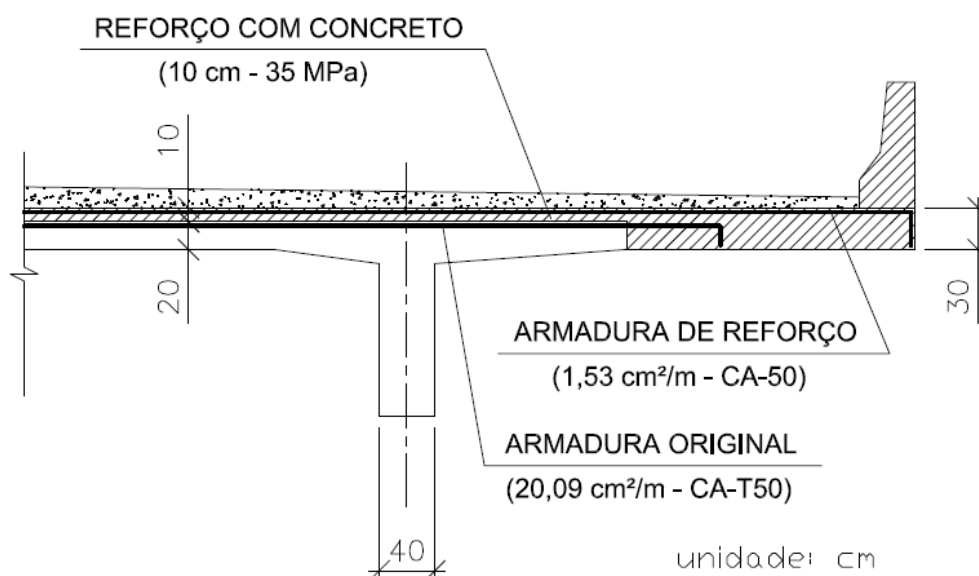 REFORÇO COM CONCRETO
(10 cm - 35 MPa)
10
20
30
ARMADURA DE REFORÇO
(1,53 cm²/m - CA-50)
ARMADURA ORIGINAL
(20,09 cm²/m - CA-T50)
40
unidade: cm